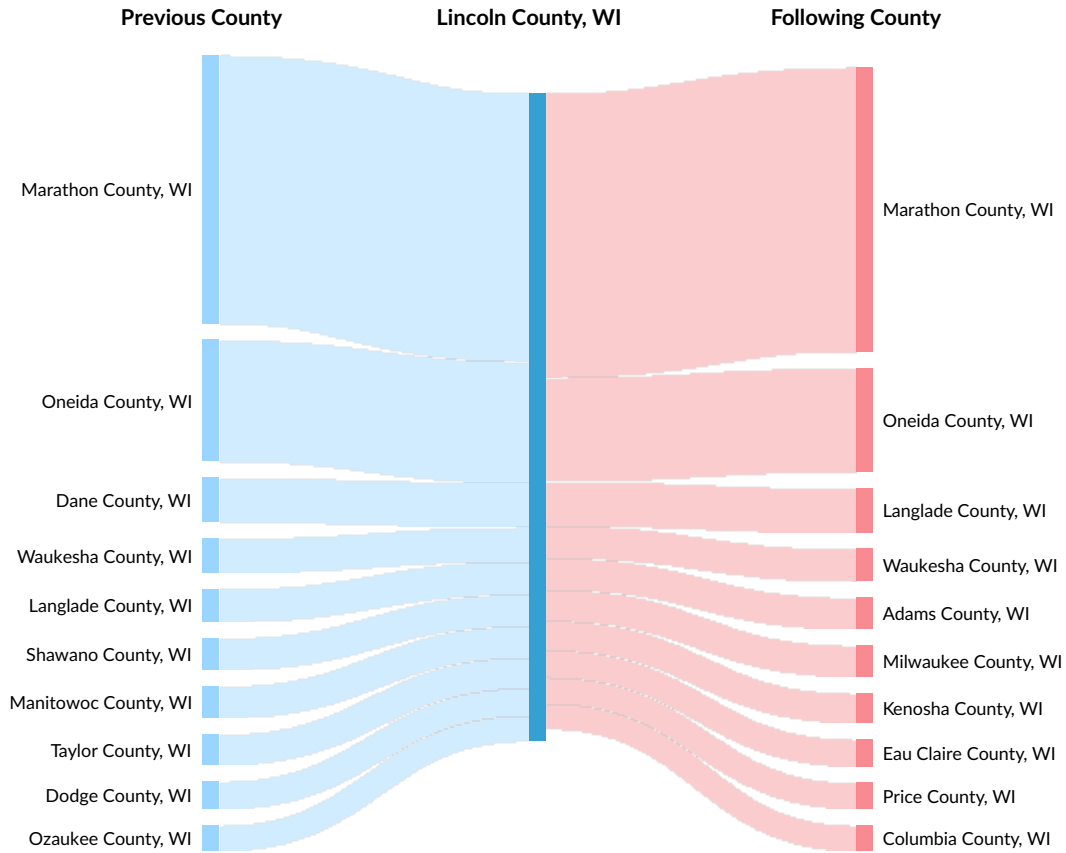 Previous County
Lincoln County, WI
Following County
Marathon County, WI
Oneida County, WI
Dane County, WI
Waukesha County, WI
Langlade County, WI
Shawano County, WI
Manitowoc County, WI
Taylor County, WI
Dodge County, WI
Ozaukee County, WI
Marathon County, WI
Oneida County, WI
Langlade County, WI
Waukesha County, WI
Adams County, WI
Milwaukee County, WI
Kenosha County, WI
Eau Claire County, WI
Price County, WI
Columbia County, WI